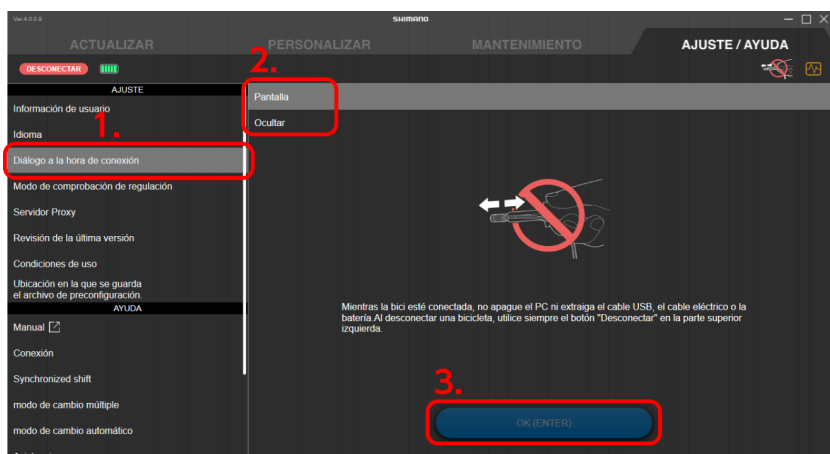 Ver.4.0.0.8
SHIMANO
ACTUALIZAR
PERSONALIZAR
MANTENIMIENTO
AJUSTE / AYUDA
DESCONECTAR
2.
AJUSTE
Información de usuario
1.
Idioma
Diálogo a la hora de conexión
Modo de comprobación de regulación
Servidor Proxy
Revisión de la última versión
Condiciones de uso
Ubicación en la que se guarda
el archivo de preconfiguración.
AYUDA
Manual
Conexión
Synchronized shift
modo de cambio múltiple
modo de cambio automático
Pantalla
Ocultar
Mientras la bici esté conectada, no apague el PC ni extraiga el cable USB, el cable eléctrico o la
batería.Al desconectar una bicicleta, utilice siempre el botón "Desconectar" en la parte superior
izquierda.
3.
OK (ENTER)